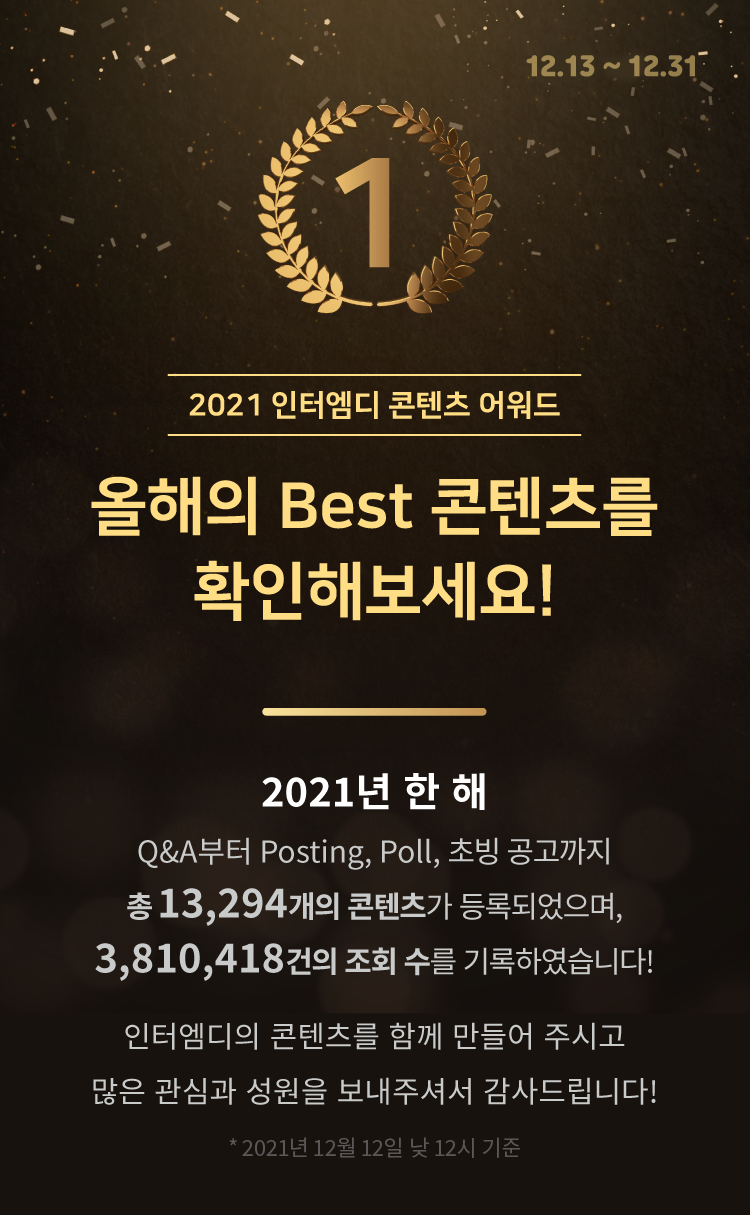 12.13 ~ 12.31
1
2021 인터엠디 콘텐츠 어워드
올해의 Best 콘텐츠를
확인해보세요!
2021년 한 해
Q&A부터 Posting, Poll, 초빙 공고까지
총 13,294개의 콘텐츠가 등록되었으며,
3,810,418건의 조회 수를 기록하였습니다!
인터엠디의 콘텐츠를 함께 만들어 주시고
많은 관심과 성원을 보내주셔서 감사드립니다!
* 2021년 12월 12일 낮 12시 기준